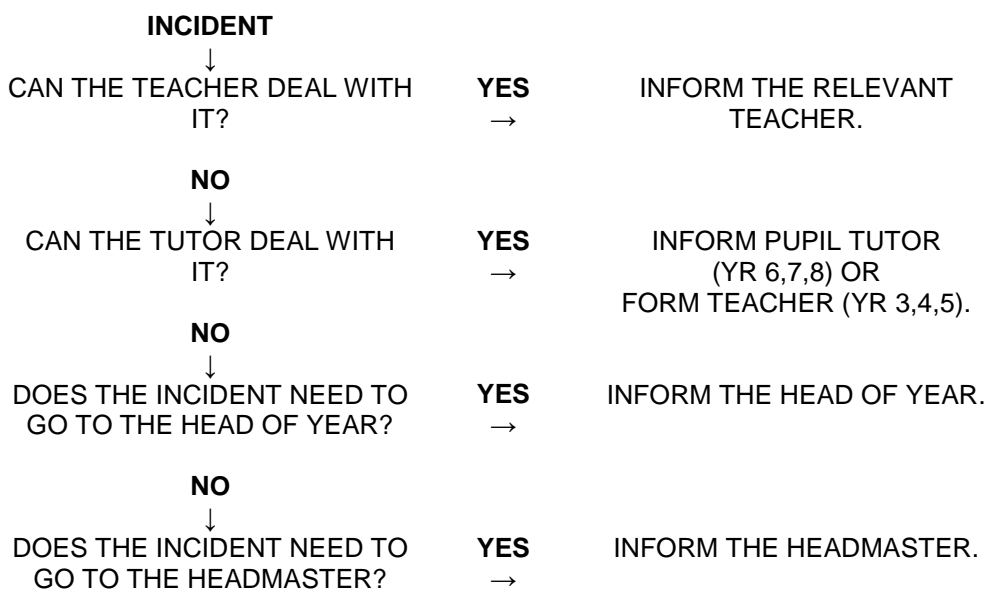 INCIDENT
↓
CAN THE TEACHER DEAL WITH IT?
YES
→
INFORM THE RELEVANT TEACHER.
NO
↓
CAN THE TUTOR DEAL WITH IT?
YES
→
INFORM PUPIL TUTOR
(YR 6,7,8) OR
FORM TEACHER (YR 3,4,5).
NO
↓
DOES THE INCIDENT NEED TO
GO TO THE HEAD OF YEAR?
YES
→
INFORM THE HEAD OF YEAR.
NO
↓
DOES THE INCIDENT NEED TO
GO TO THE HEADMASTER?
YES
→
INFORM THE HEADMASTER.